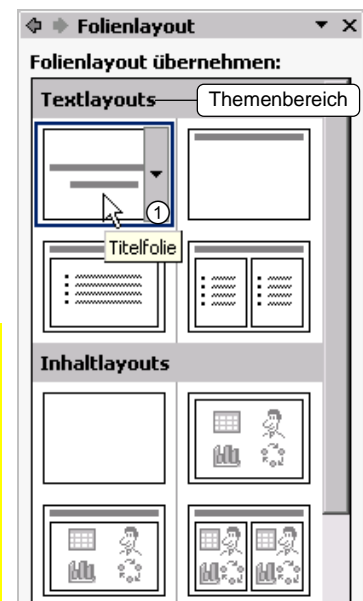 Folienlayout
Folienlayout übernehmen:
Textlayouts
Themenbereich
1
Titelfolie
Inhaltlayouts